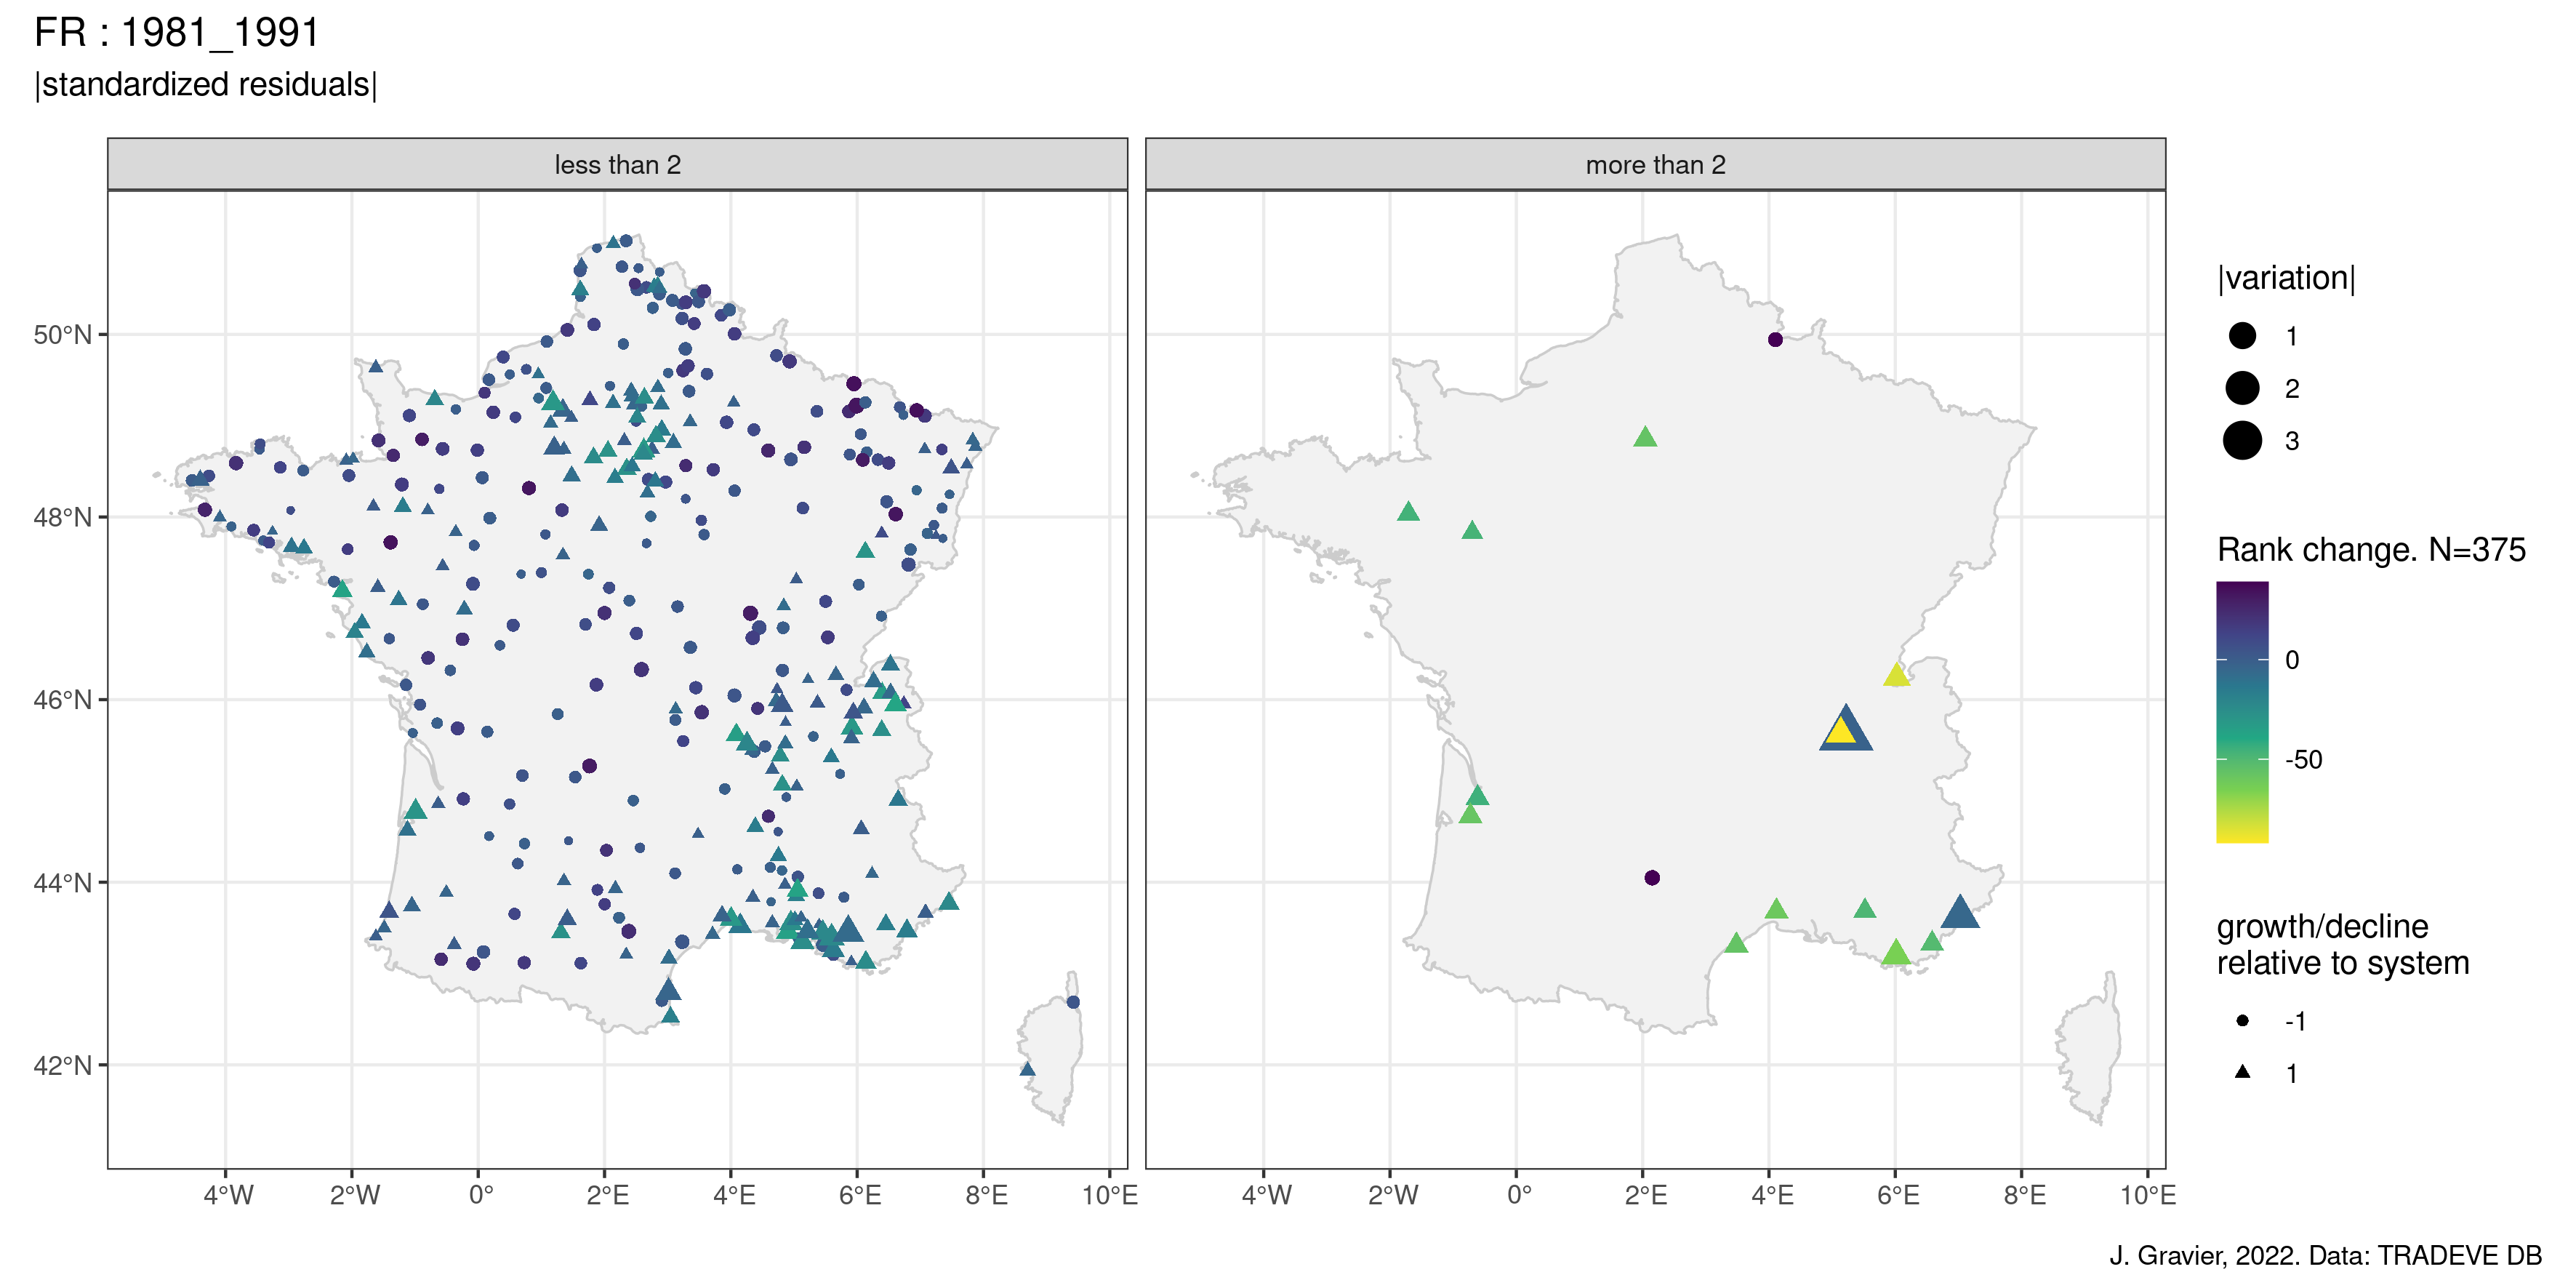 FR : 1981_1991
|standardized residuals|
less than 2
more than 2
50°N
48°N
46°N
44°N
42°N
4°W 2°W 0° 2°E 4°E 6°E 8°E 10°E
4°W 2°W 0° 2°E 4°E 6°E 8°E 10°E
|variation|
1
2
3
Rank change. N=375
0
-50
growth/decline
relative to system
-1
1
J. Gravier, 2022. Data: TRADEVE DB